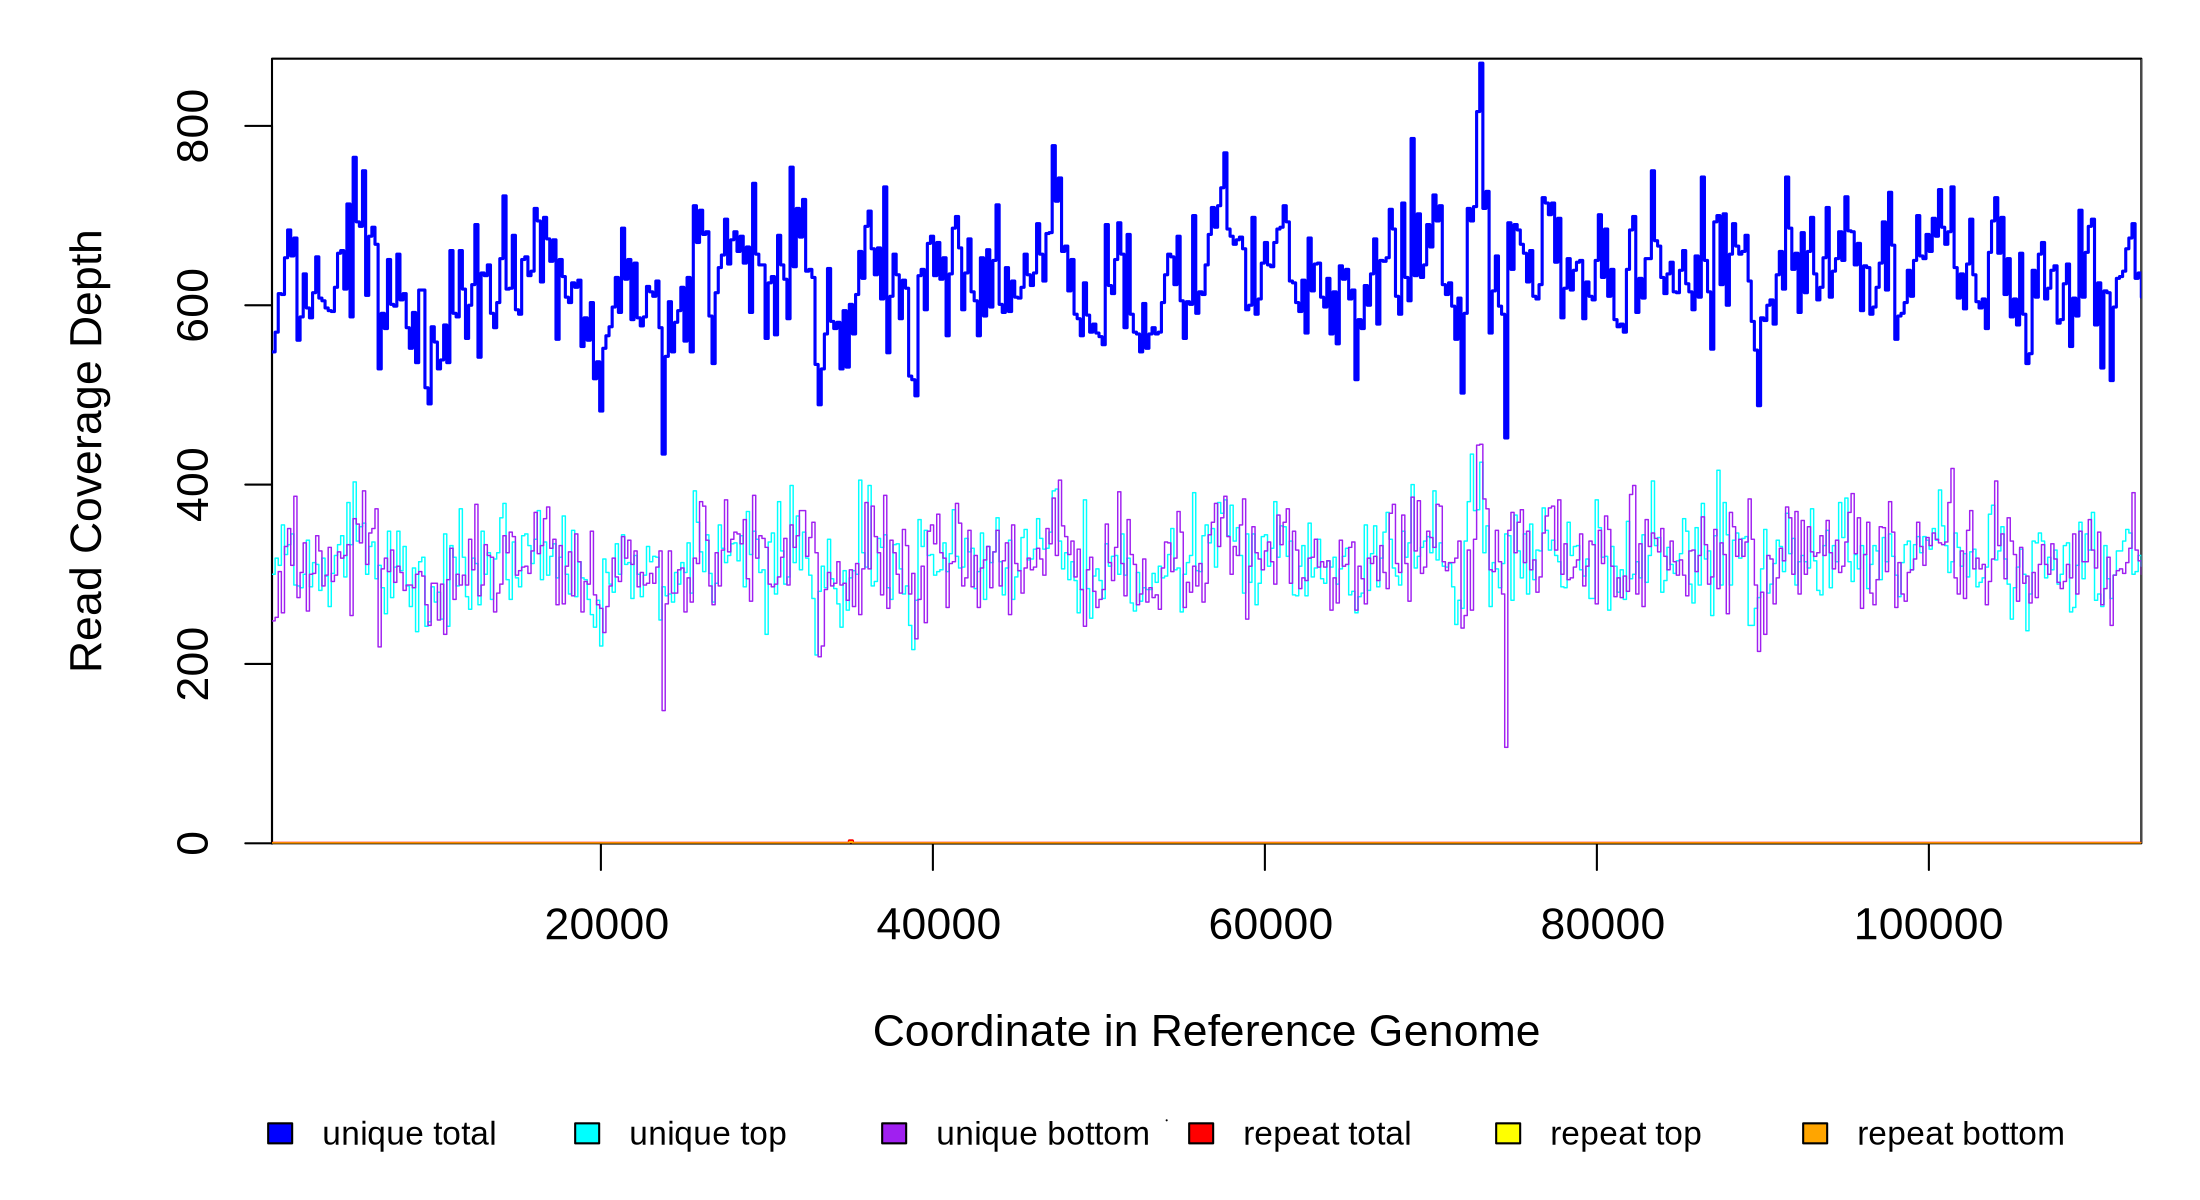 Read Coverage Depth
800
600
400
200
0
20000 40000 60000 80000 100000
Coordinate in Reference Genome
unique total unique top unique bottom repeat total repeat top repeat bottom